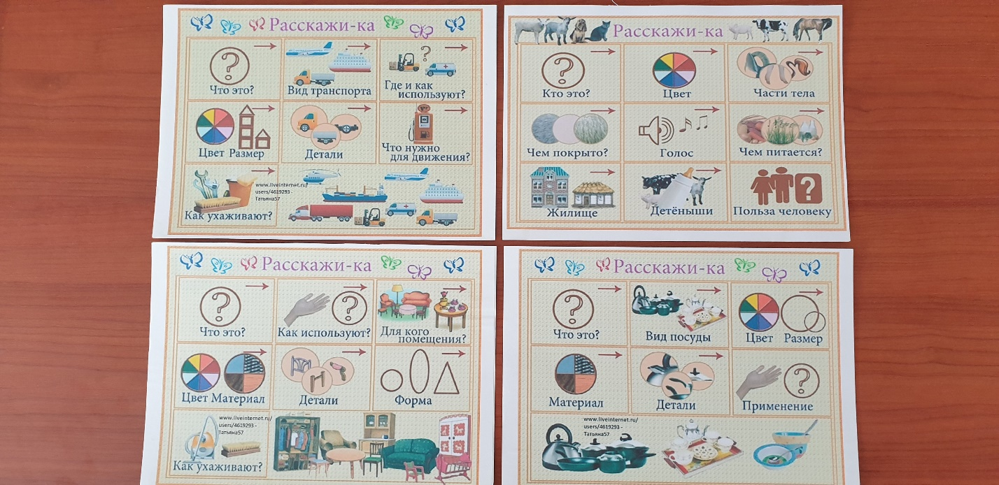 Расскажи-ка
Что это?
Вид транспорта
Где и как
используют?
Цвет Размер
Детали
Что нужно
для движения?
Как ухаживают?
www.liveinternet.ru/
users/4619293 -
Татьяна57
Расскажи-ка
Кто это?
Цвет
Части тела
Чем покрыто?
Голос
Чем питается?
Жилище
Детёныши
Польза человеку
Расскажи-ка
Что это?
Как используют?
Для кого
помещения?
Цвет Материал
Детали
Форма
www.liveinternet.ru/
users/4619293 -
Татьяна57
Как ухаживают?
Расскажи-ка
Что это?
Вид посуды
Цвет Размер
Материал
Детали
Применение
www.liveinternet.ru/
users/4619293 -
Татьяна57